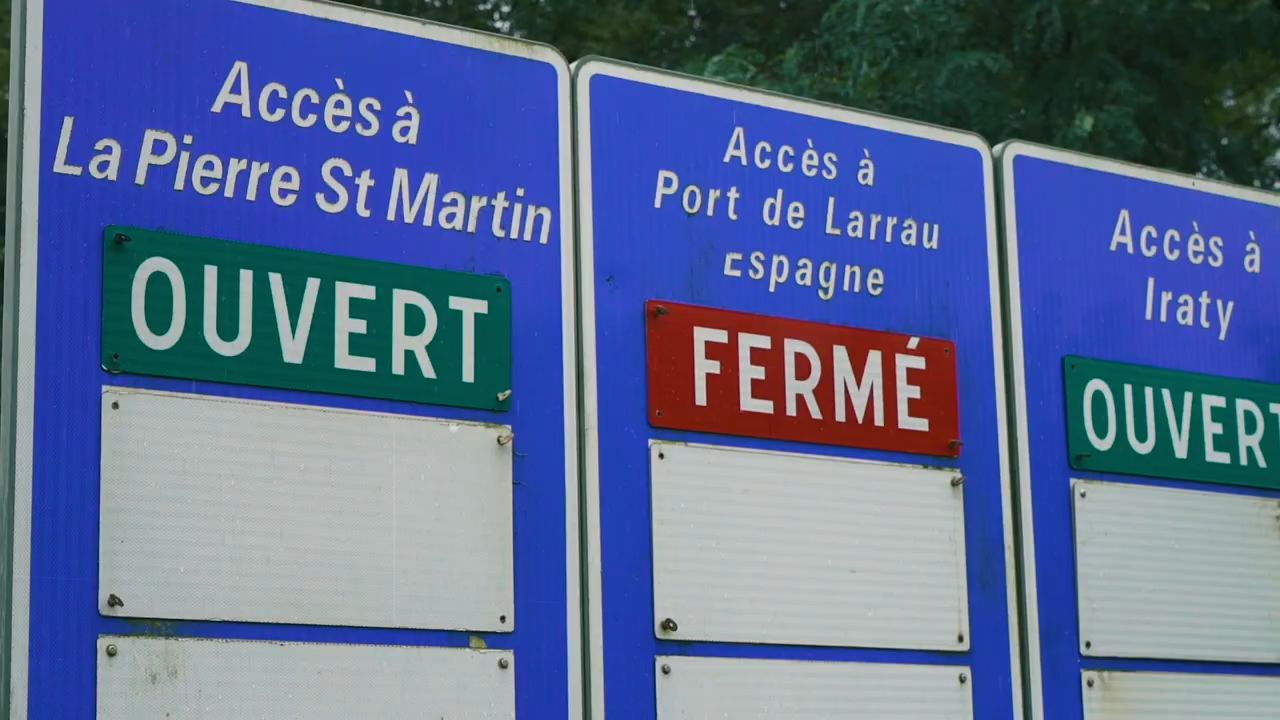 Accès à
La Pierre St Martin
OUVERT
Accès à
Port de Larrau
Espagne
FERMÉ
Accès à
Iraty
OUVERT